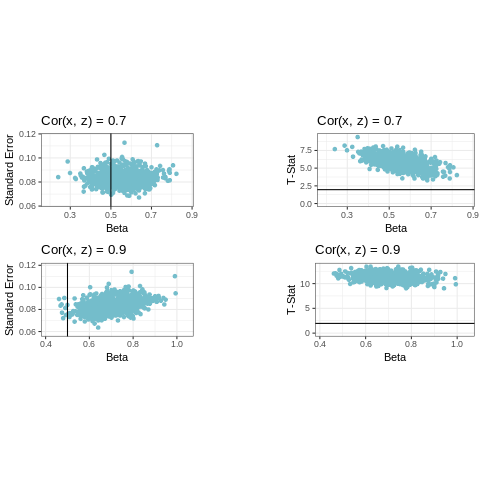 Cor(x, z) = 0.7
Standard Error
0.12
0.10
0.08
0.06
0.3 0.5 0.7 0.9
Beta
Cor(x, z) = 0.7
T-Stat
7.5
5.0
2.5
0.0
0.3 0.5 0.7 0.9
Beta
Cor(x, z) = 0.9
Standard Error
0.12
0.10
0.08
0.06
0.4 0.6 0.8 1.0
Beta
Cor(x, z) = 0.9
T-Stat
10
5
0
0.4 0.6 0.8 1.0
Beta